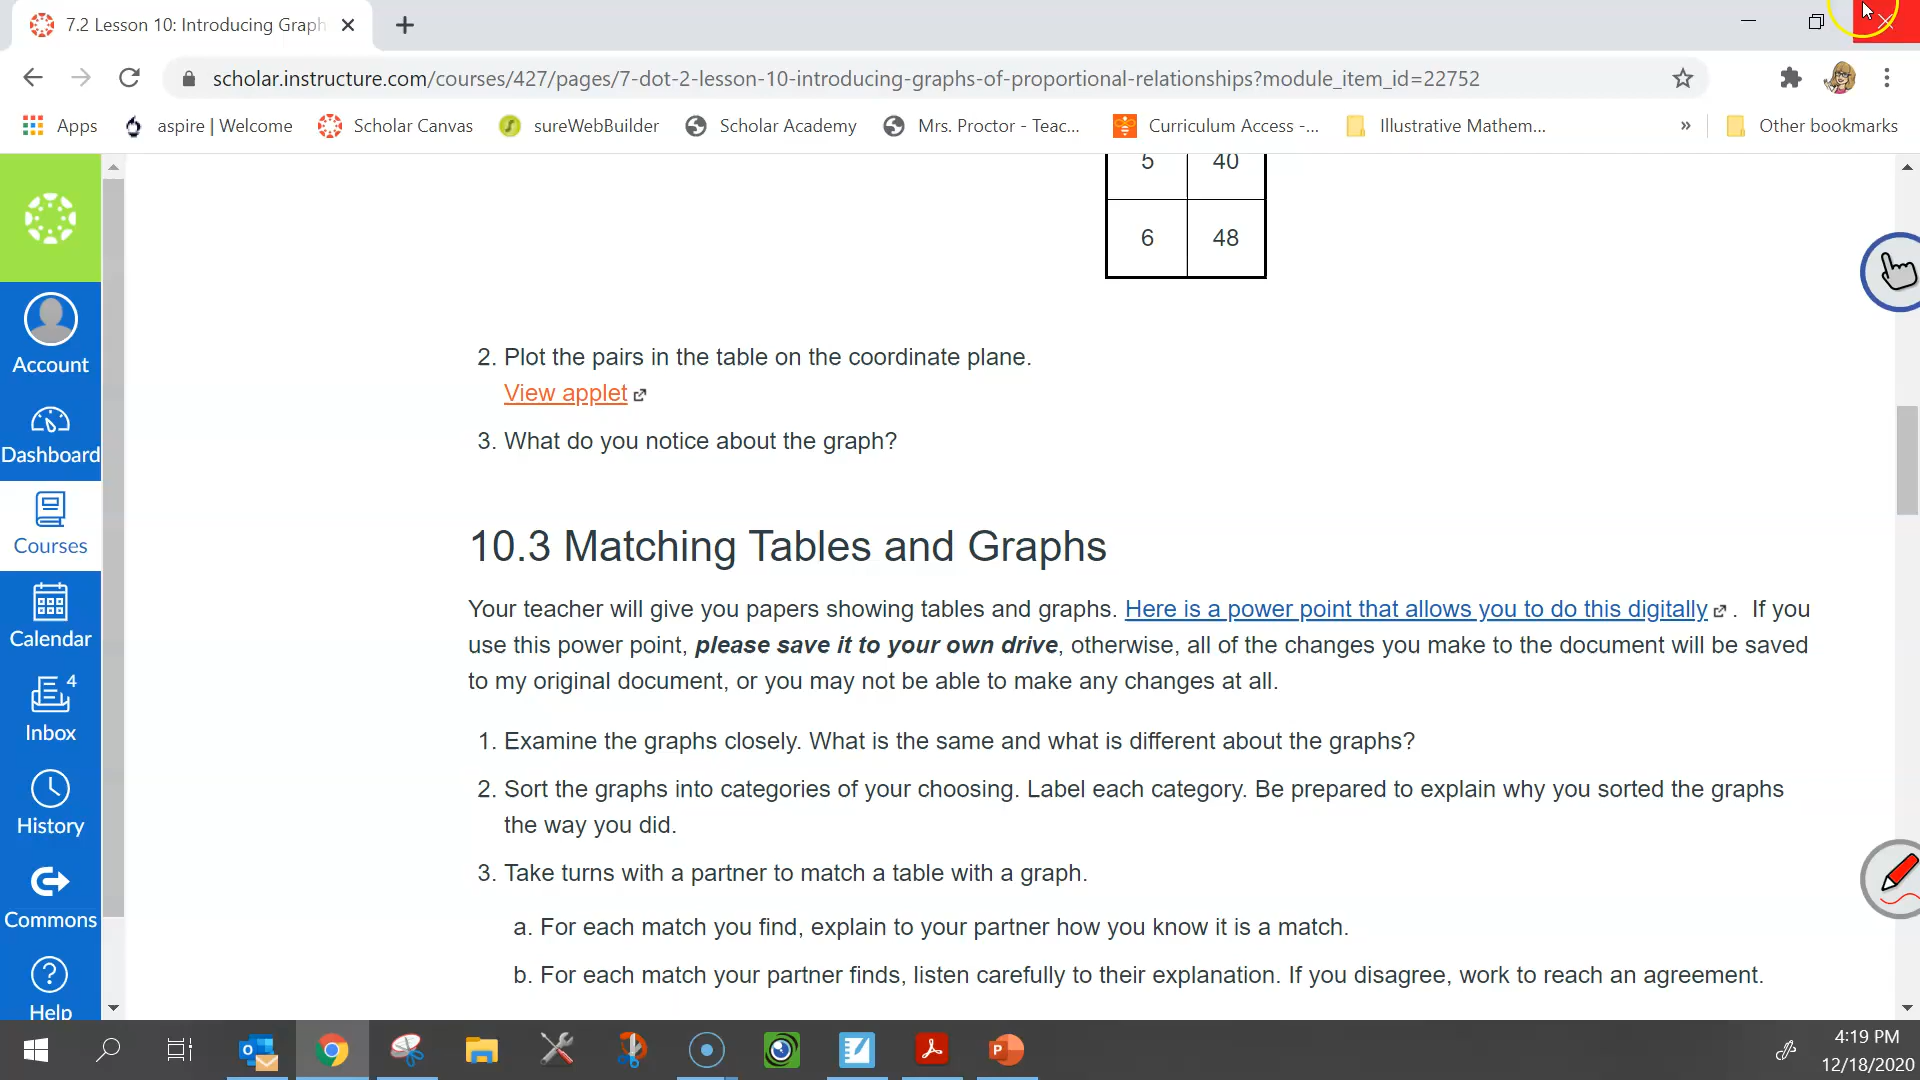 7.2 Lesson 10: Introducing Graph
scholar.instructure.com/courses/427/pages/7-dot-2-lesson-10-introducing-graphs-of-proportional-relationships?module_item_id=22752
Apps aspire | Welcome Scholar Canvas sureWebBuilder Scholar Academy Mrs. Proctor - Teac... Curriculum Access -... Illustrative Mathem... » Other bookmarks
5 40
6 48
2. Plot the pairs in the table on the coordinate plane.
View applet
3. What do you notice about the graph?
10.3 Matching Tables and Graphs
Your teacher will give you papers showing tables and graphs. Here is a power point that allows you to do this digitally . If you
use this power point, please save it to your own drive, otherwise, all of the changes you make to the document will be saved
to my original document, or you may not be able to make any changes at all.
1. Examine the graphs closely. What is the same and what is different about the graphs?
2. Sort the graphs into categories of your choosing. Label each category. Be prepared to explain why you sorted the graphs
the way you did.
3. Take turns with a partner to match a table with a graph.
a. For each match you find, explain to your partner how you know it is a match.
b. For each match your partner finds, listen carefully to their explanation. If you disagree, work to reach an agreement.
Account
Dashboard
Courses
Calendar
4
Inbox
History
Commons
Help
4:19 PM
12/18/2020